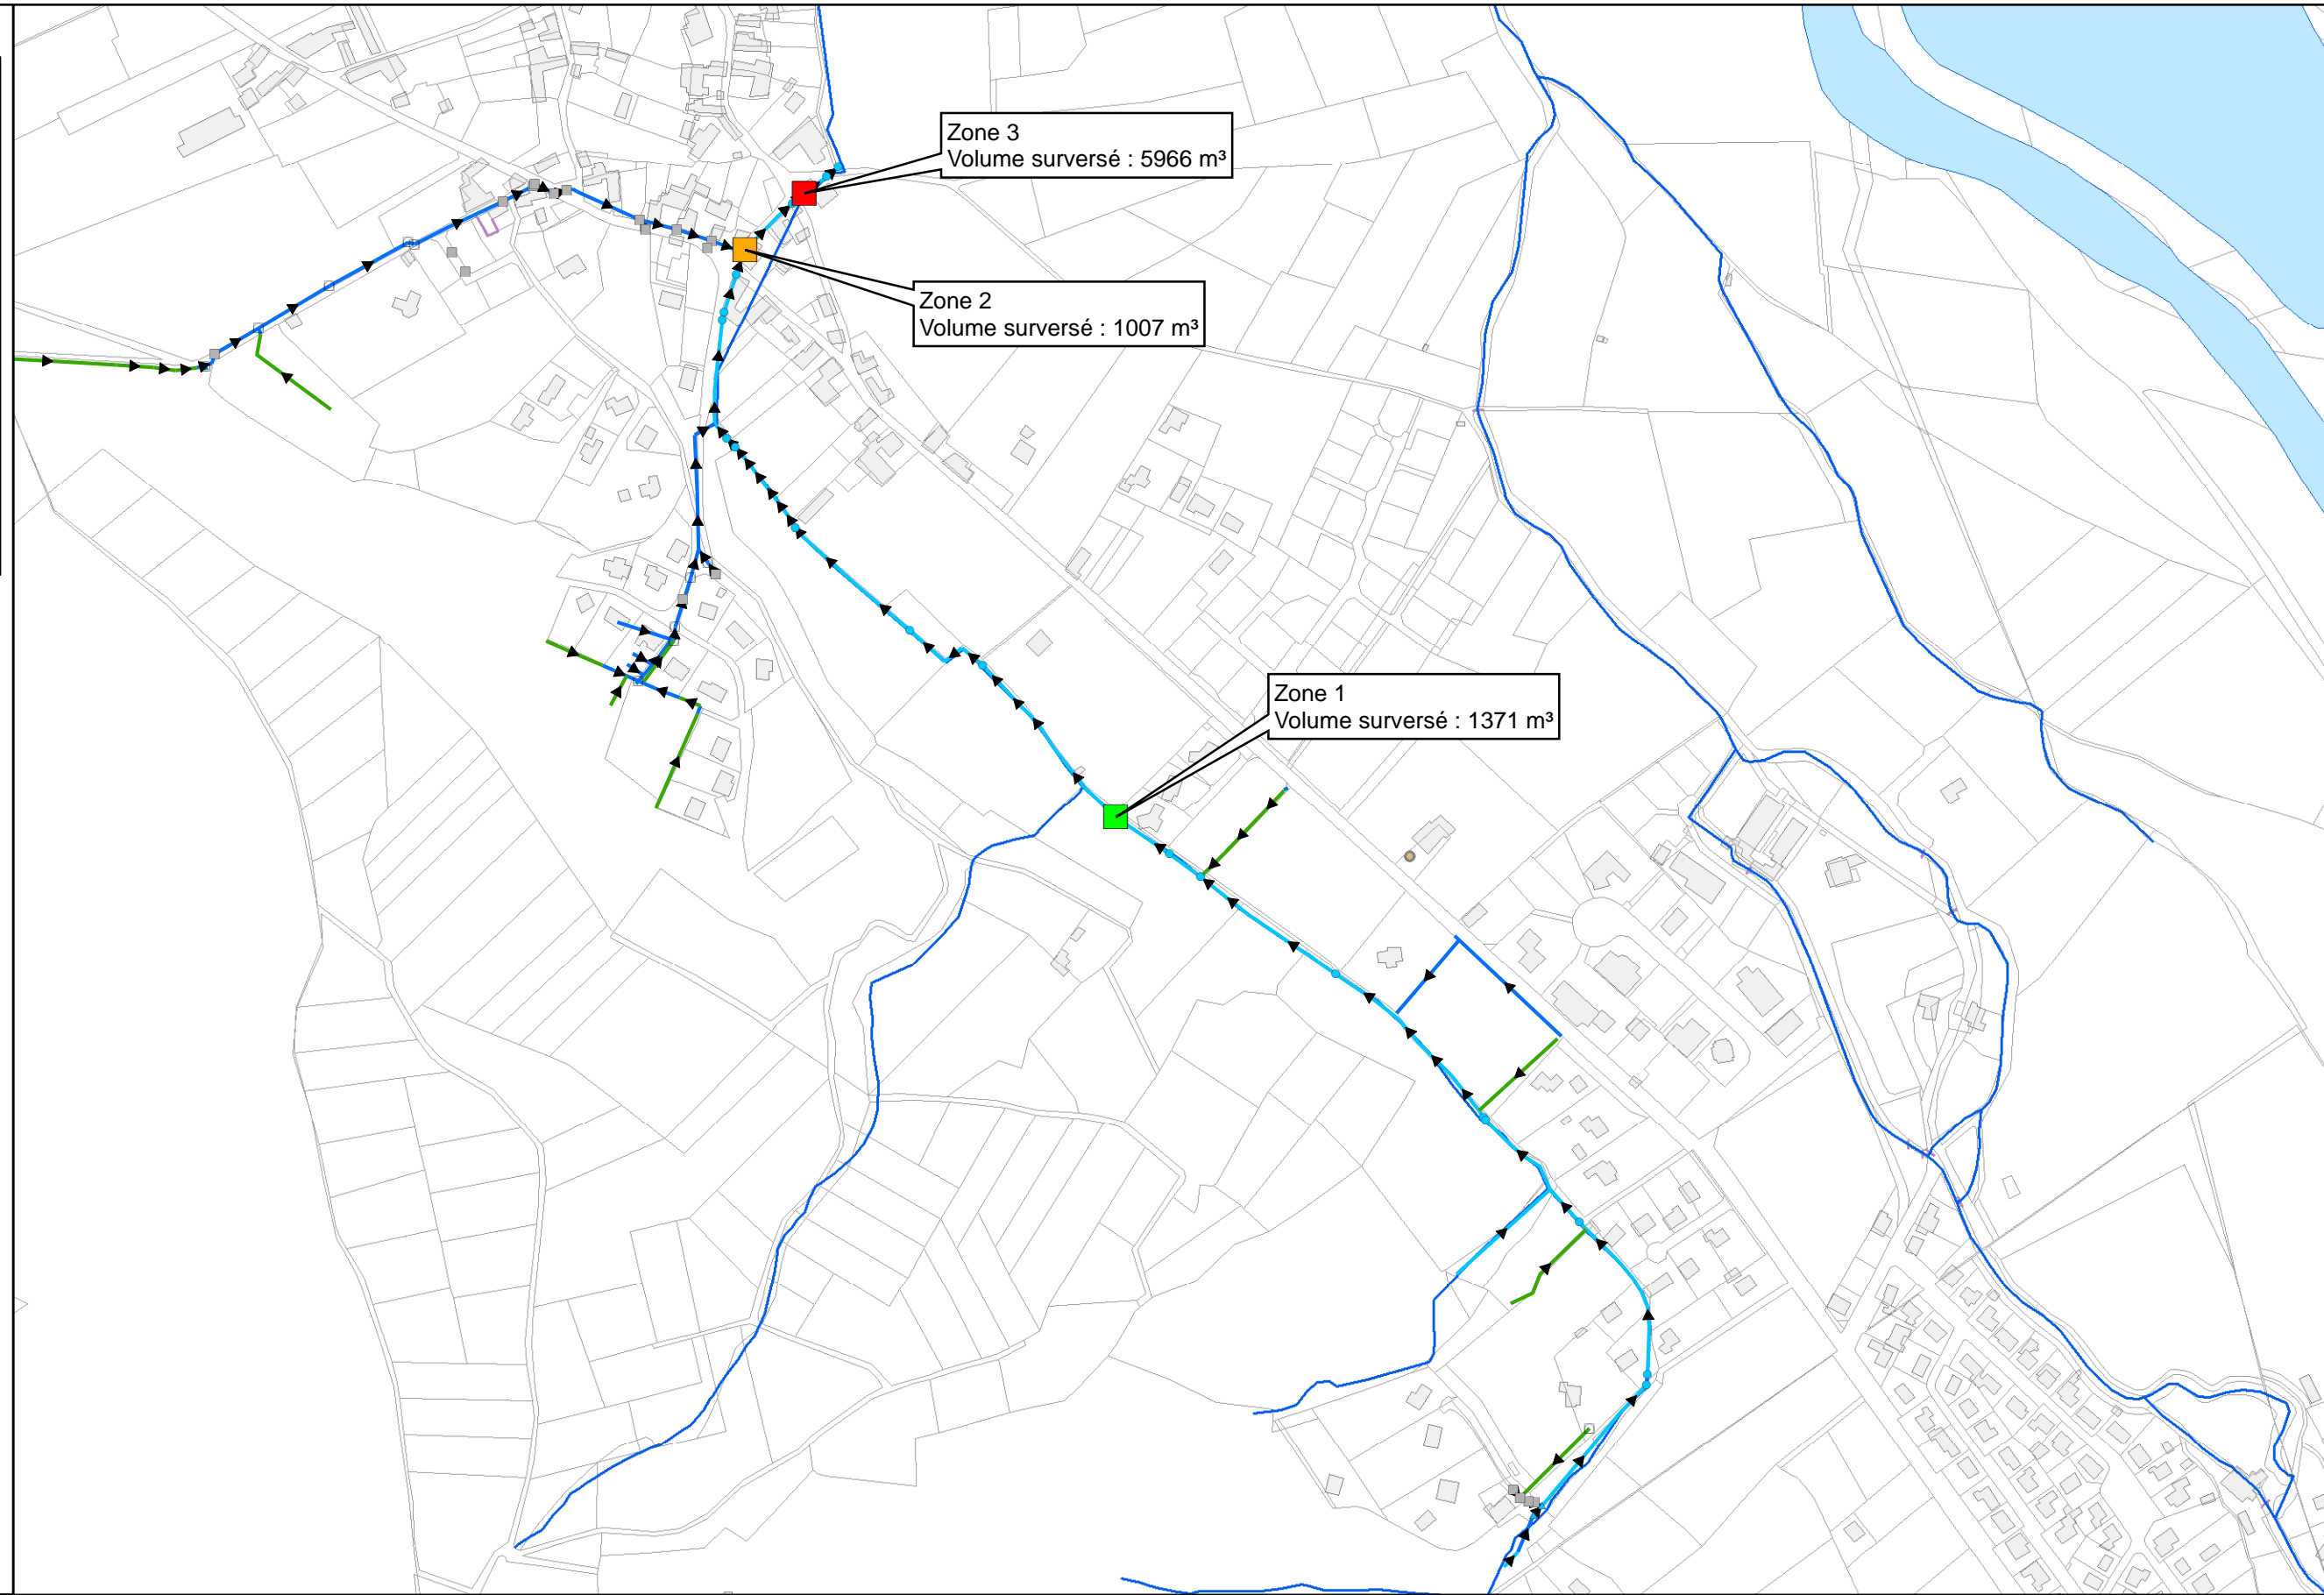 Zone 3
Volume surversé : 5966 m³
Zone 2
Volume surversé : 1007 m³
Zone 1
Volume surversé : 1371 m³